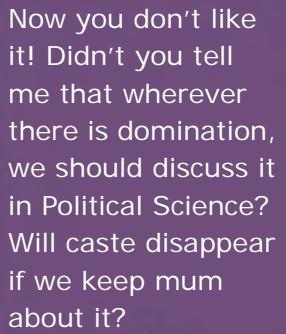 Now you don't like
it! Didn't you tell
me that wherever
there is domination,
we should discuss it
in Political Science?
Will caste disappear
if we keep mum
about it?